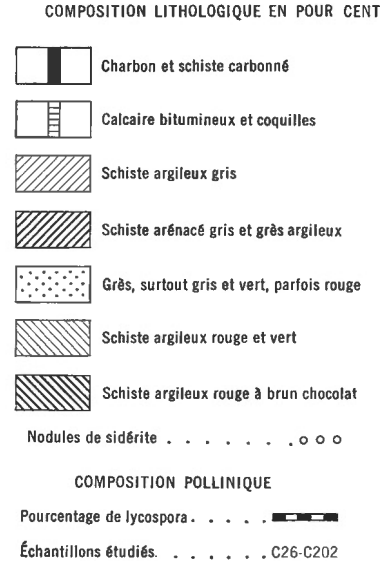 COMPOSITION LITHOLOGIQUE EN POUR CENT
Charbon et schiste carbonné
Calcaire bitumineux et coquilles
Schiste argileux gris
Schiste arénacé gris et grès argileux
Grès, surtout gris et vert, parfois rouge
Schiste argileux rouge et vert
Schiste argileux rouge à brun chocolat
Nodules de sidérite . . . . . . . o o o
COMPOSITION POLLINIQUE
Pourcentage de lycospora . . . .
Échantillons étudiés. . . . . . . C26-C202